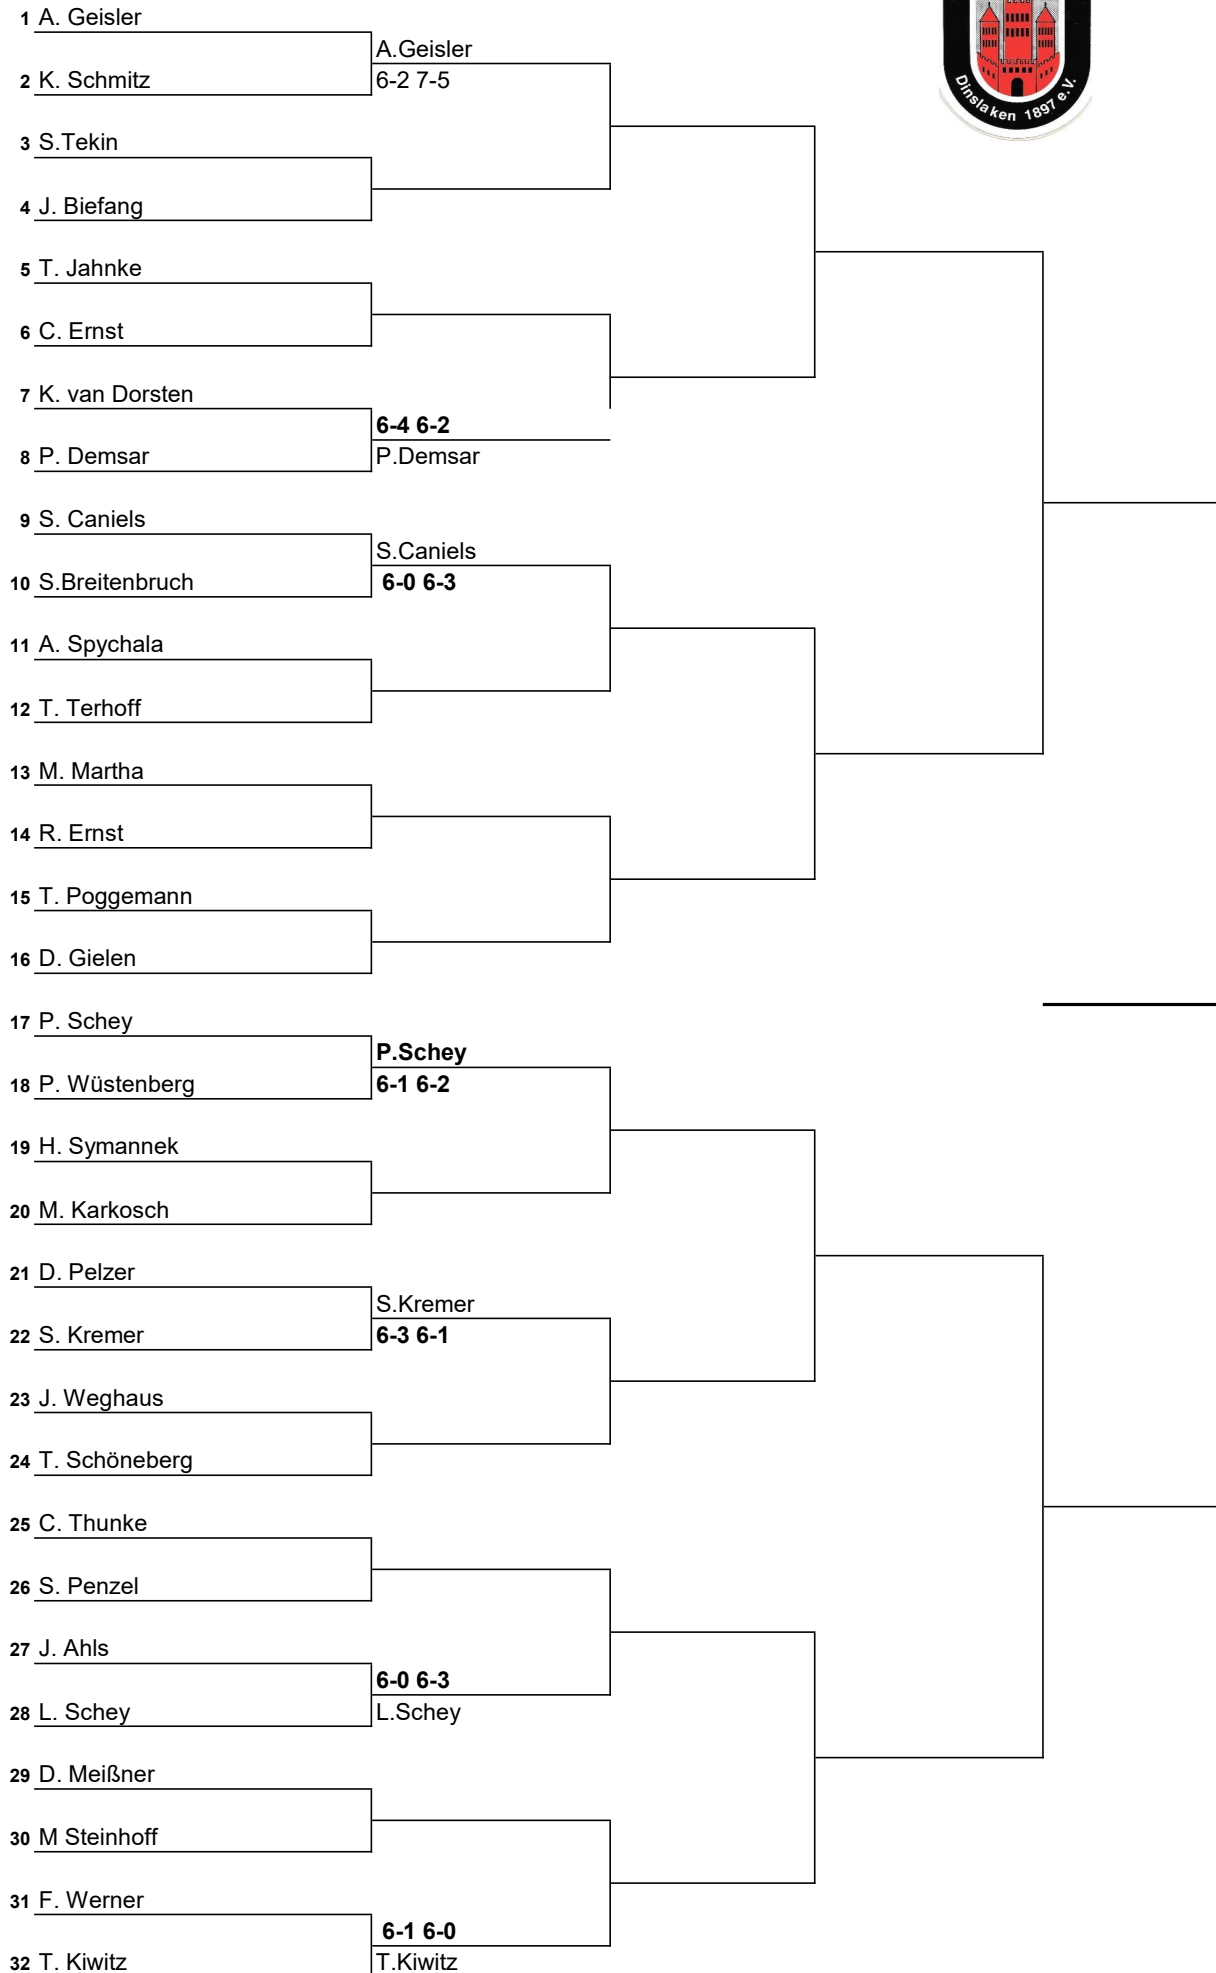 1 A. Geisler
A.Geisler
2 K. Schmitz
6-2 7-5
Dinslaken 1897 e.V.
3 S.Tekin
4 J. Biefang
5 T. Jahnke
6 C. Ernst
7 K. van Dorsten
6-4 6-2
8 P. Demsar
P.Demsar
9 S. Caniels
S.Caniels
10 S.Breitenbruch
6-0 6-3
11 A. Spychala
12 T. Terhoff
13 M. Martha
14 R. Ernst
15 T. Poggemann
16 D. Gielen
17 P. Schey
P.Schey
18 P. Wüstenberg
6-1 6-2
19 H. Symannek
20 M. Karkosch
21 D. Pelzer
S.Kremer
22 S. Kremer
6-3 6-1
23 J. Weghaus
24 T. Schöneberg
25 C. Thunke
26 S. Penzel
27 J. Ahls
6-0 6-3
28 L. Schey
L.Schey
29 D. Meißner
30 M Steinhoff
31 F. Werner
6-1 6-0
32 T. Kiwitz
T.Kiwitz